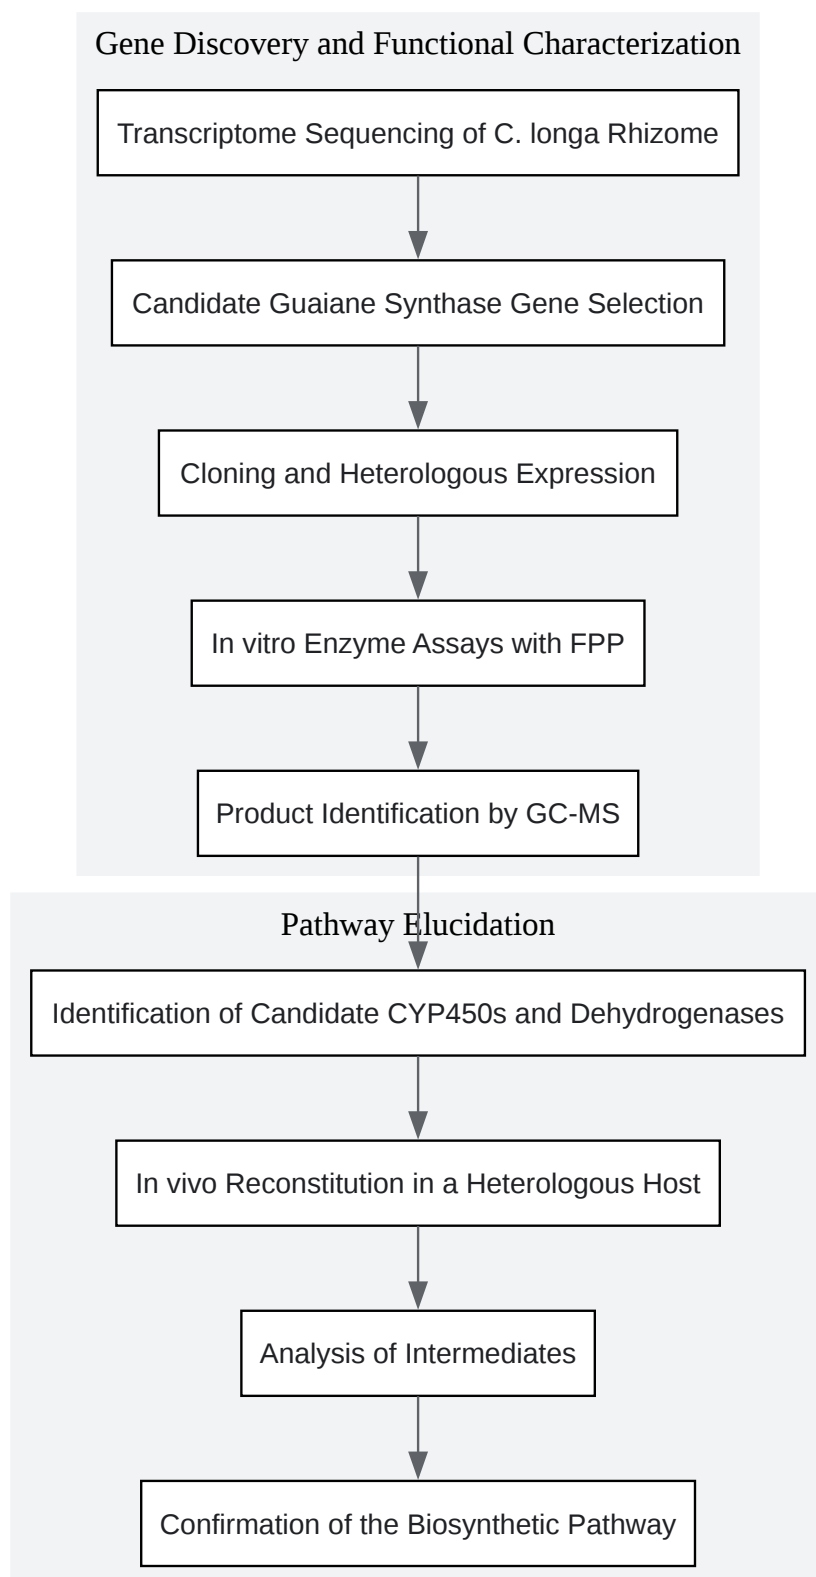 Gene Discovery and Functional Characterization
Transcriptome Sequencing of C. longa Rhizome
Candidate Guaiane Synthase Gene Selection
Cloning and Heterologous Expression
In vitro Enzyme Assays with FPP
Product Identification by GC-MS
Pathway Elucidation
Identification of Candidate CYP450s and Dehydrogenases
In vivo Reconstitution in a Heterologous Host
Analysis of Intermediates
Confirmation of the Biosynthetic Pathway